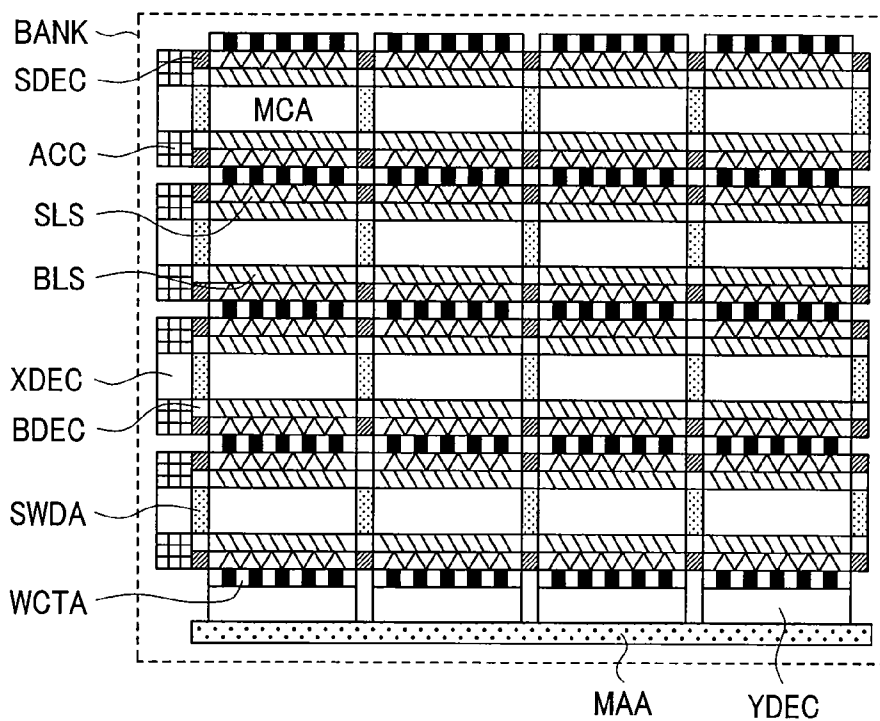 BANK
SDEC
MCA
ACC
SLS
BLS
XDEC
BDEC
SWDA
WCTA
MAA
YDEC